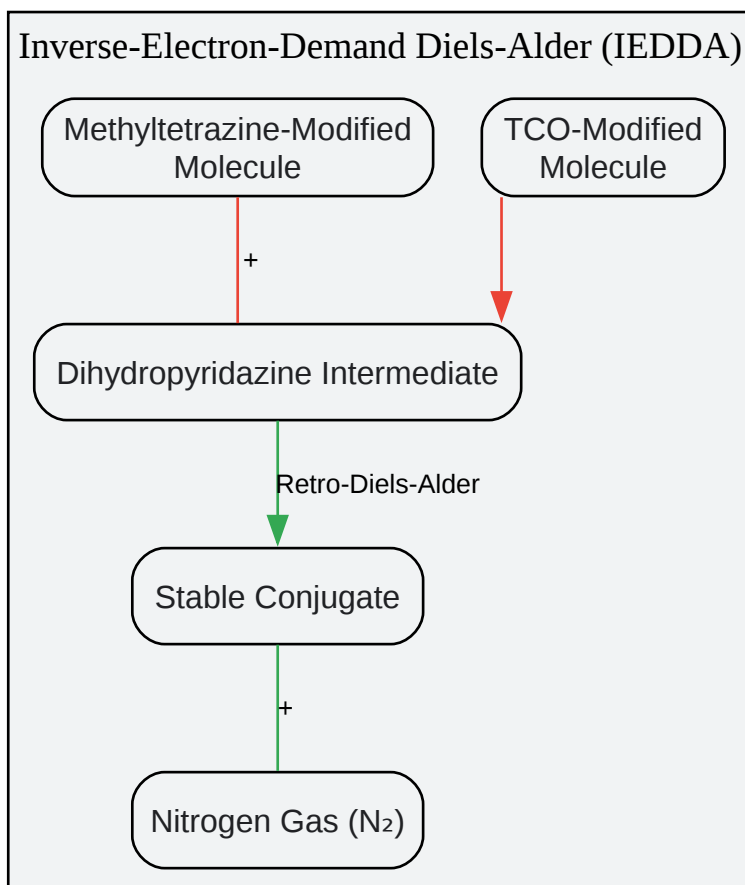 Inverse-Electron-Demand Diels-Alder (IEDDA)
Methyltetrazine-Modified
Molecule
TCO-Modified
Molecule
+
Dihydropyridazine Intermediate
Retro-Diels-Alder
Stable Conjugate
+
Nitrogen Gas (N₂)